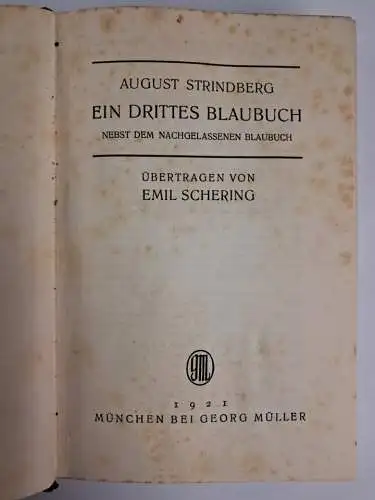 AUGUST STRINDBERG
EIN DRITTES BLAUBUCH
NEBST DEM NACHGELASSENEN BLAUBUCH
ÜBERTRAGEN VON
EMIL SCHERING
GM
1921
MÜNCHEN BEI GEORG MÜLLER